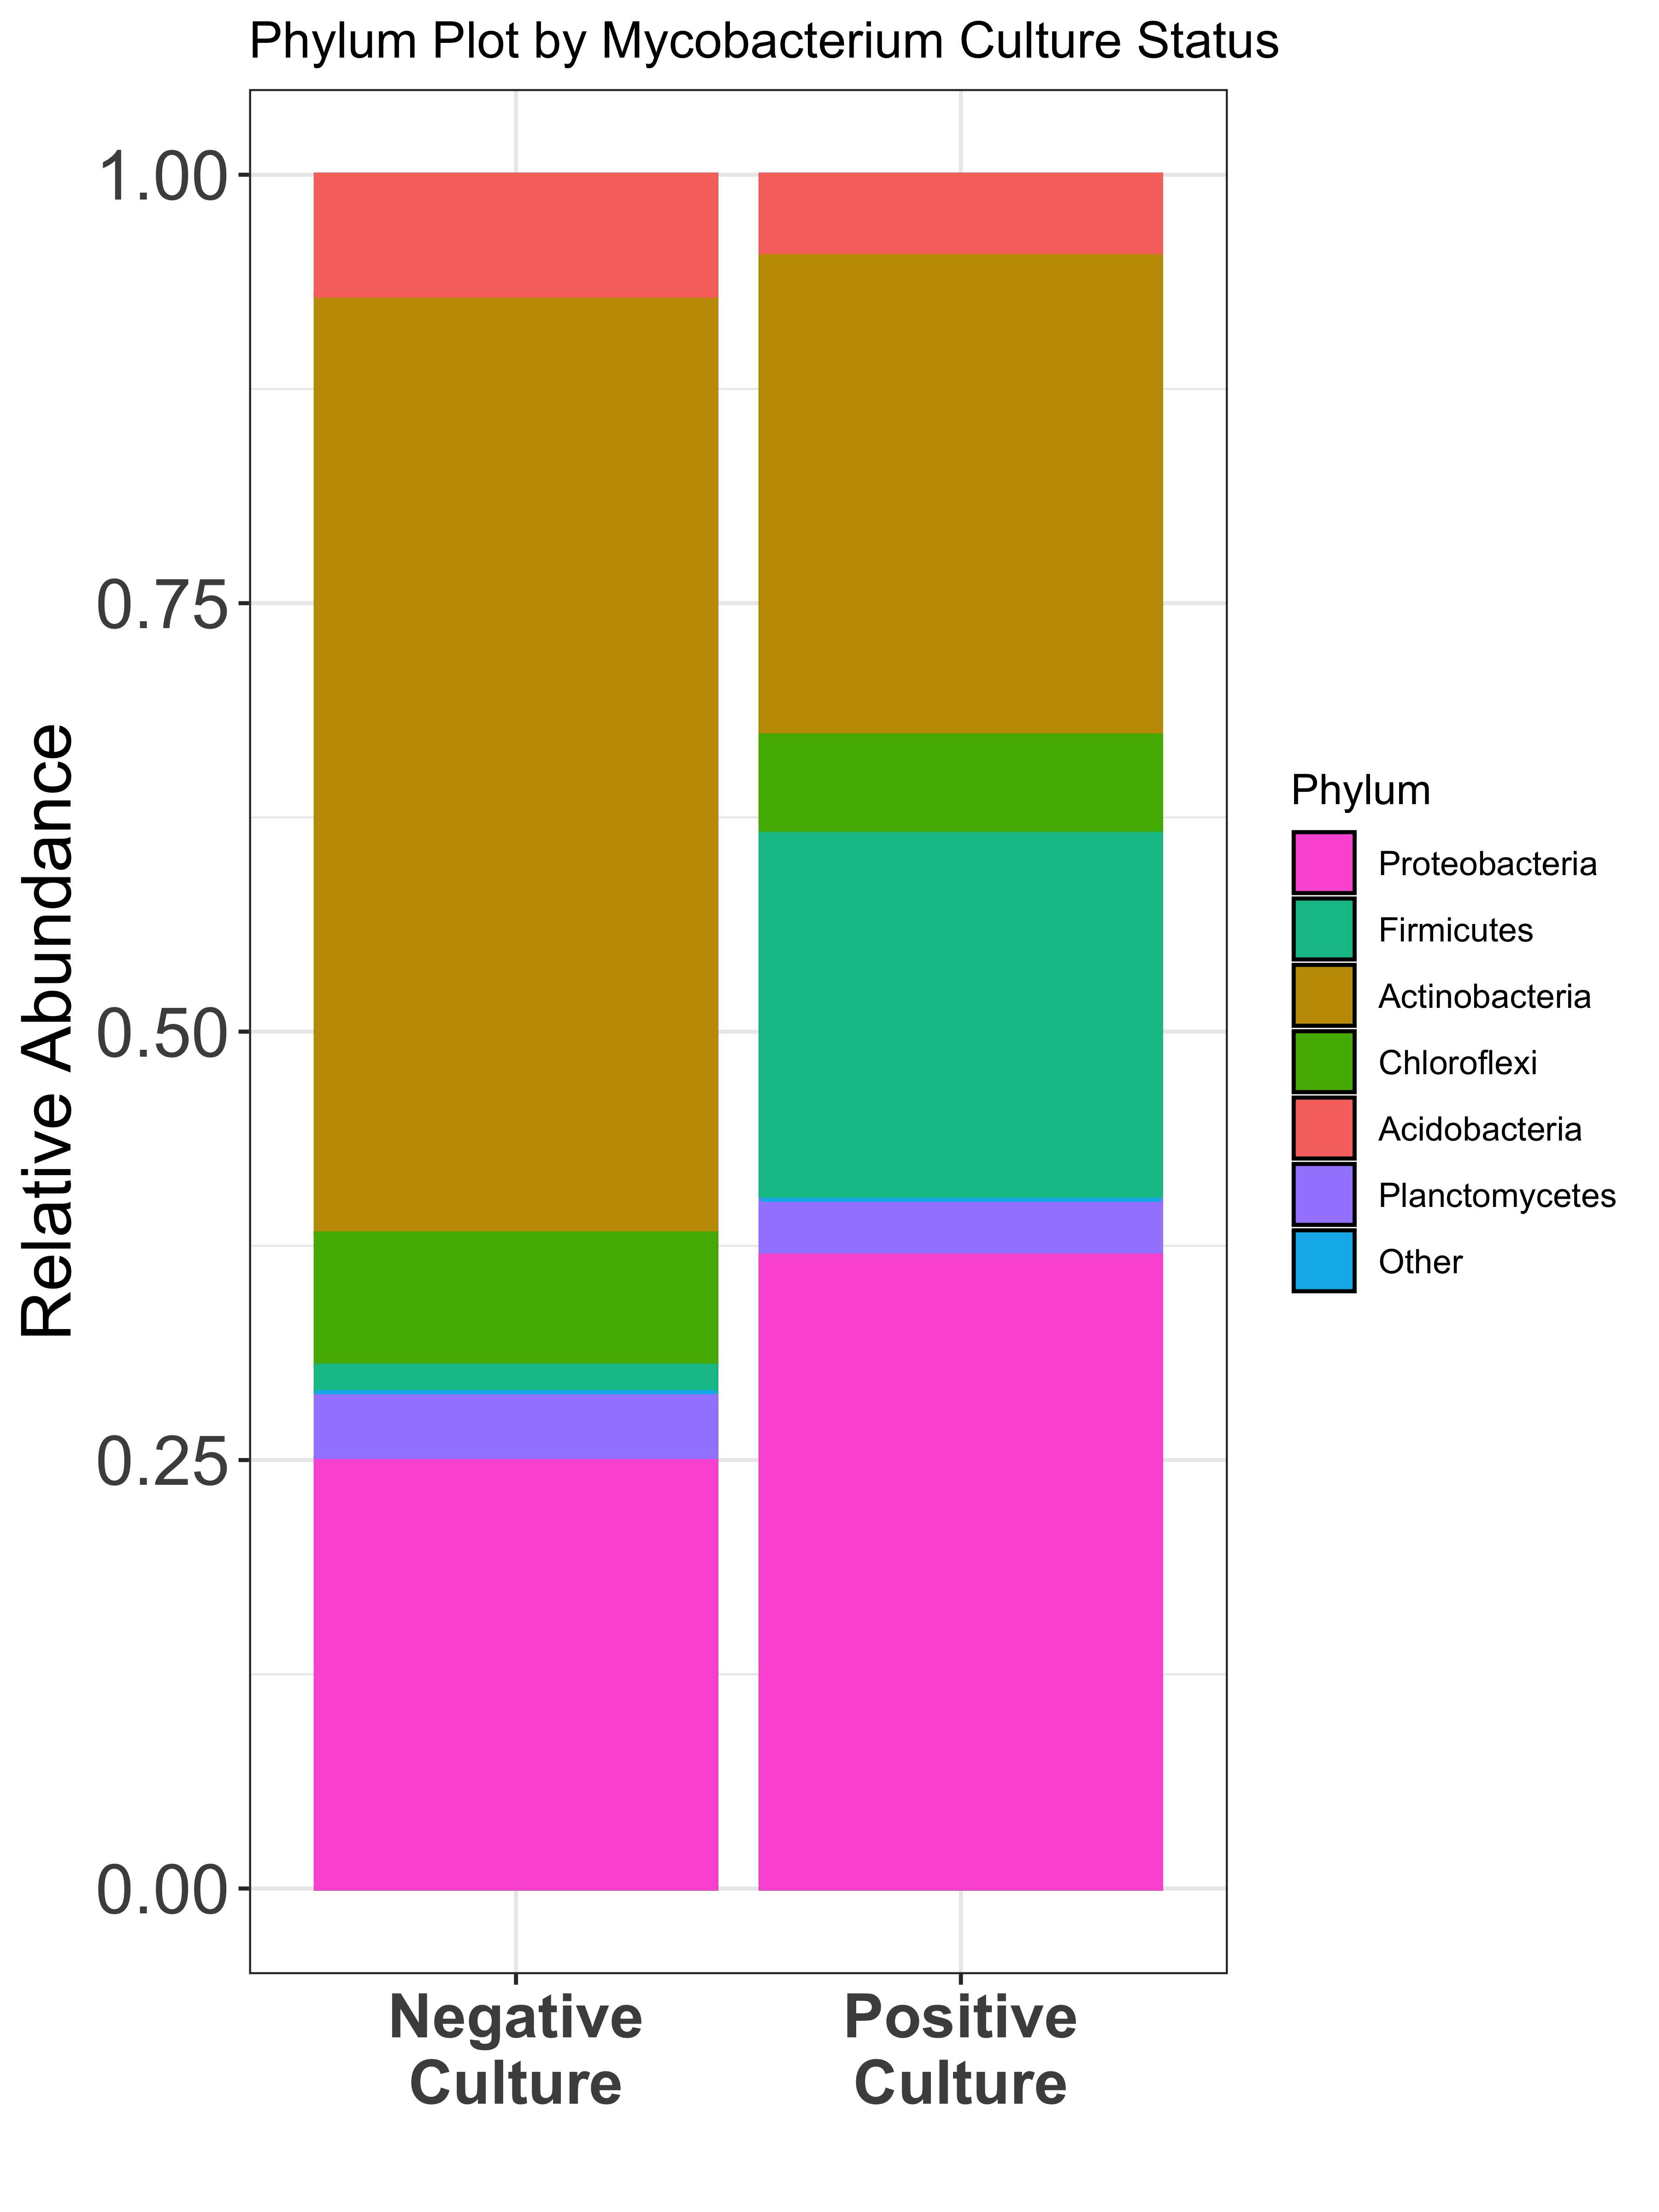 Phylum Plot by Mycobacterium Culture Status
1.00
0.75
0.50
0.25
0.00
Relative Abundance
Negative
Culture
Positive
Culture
Phylum
Proteobacteria
Firmicutes
Actinobacteria
Chloroflexi
Acidobacteria
Planctomycetes
Other